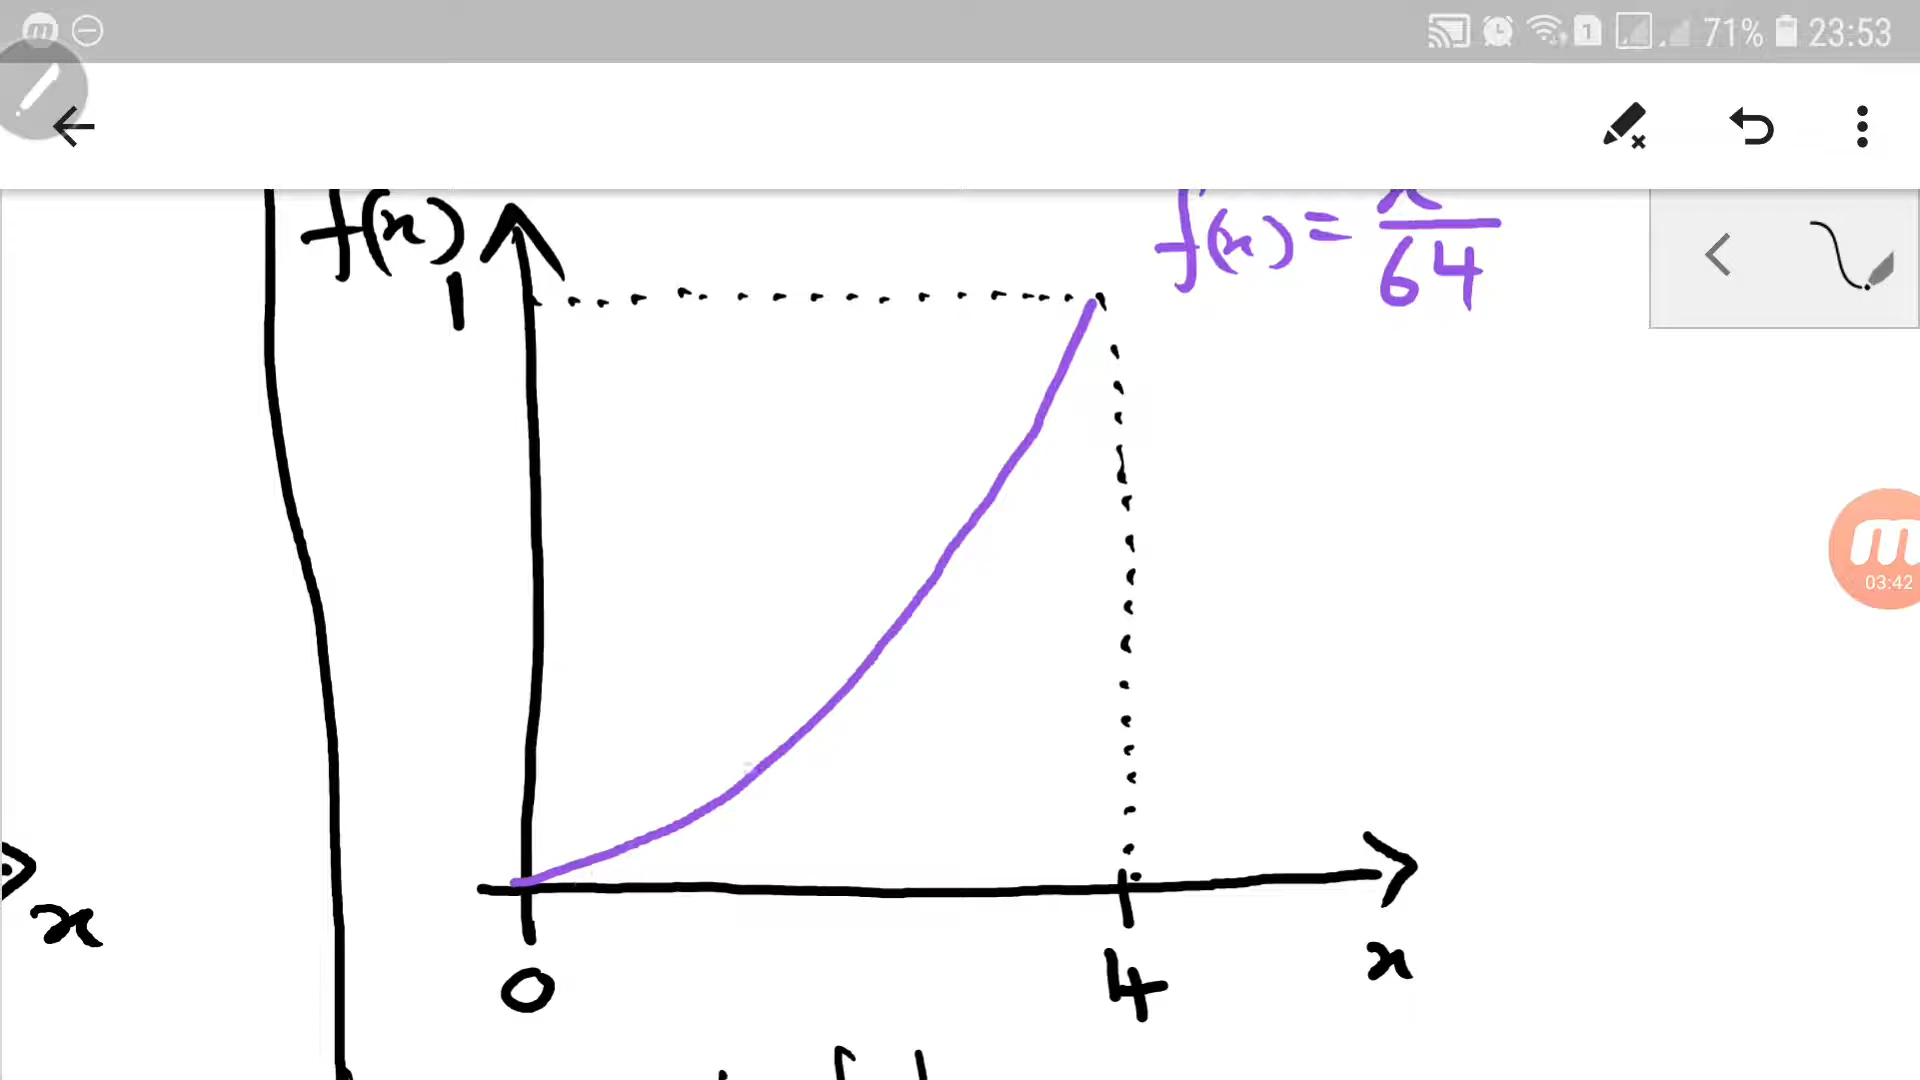 71% 23:53
f(x)
f(x) = x/64
1
03:42
x
0
4
x